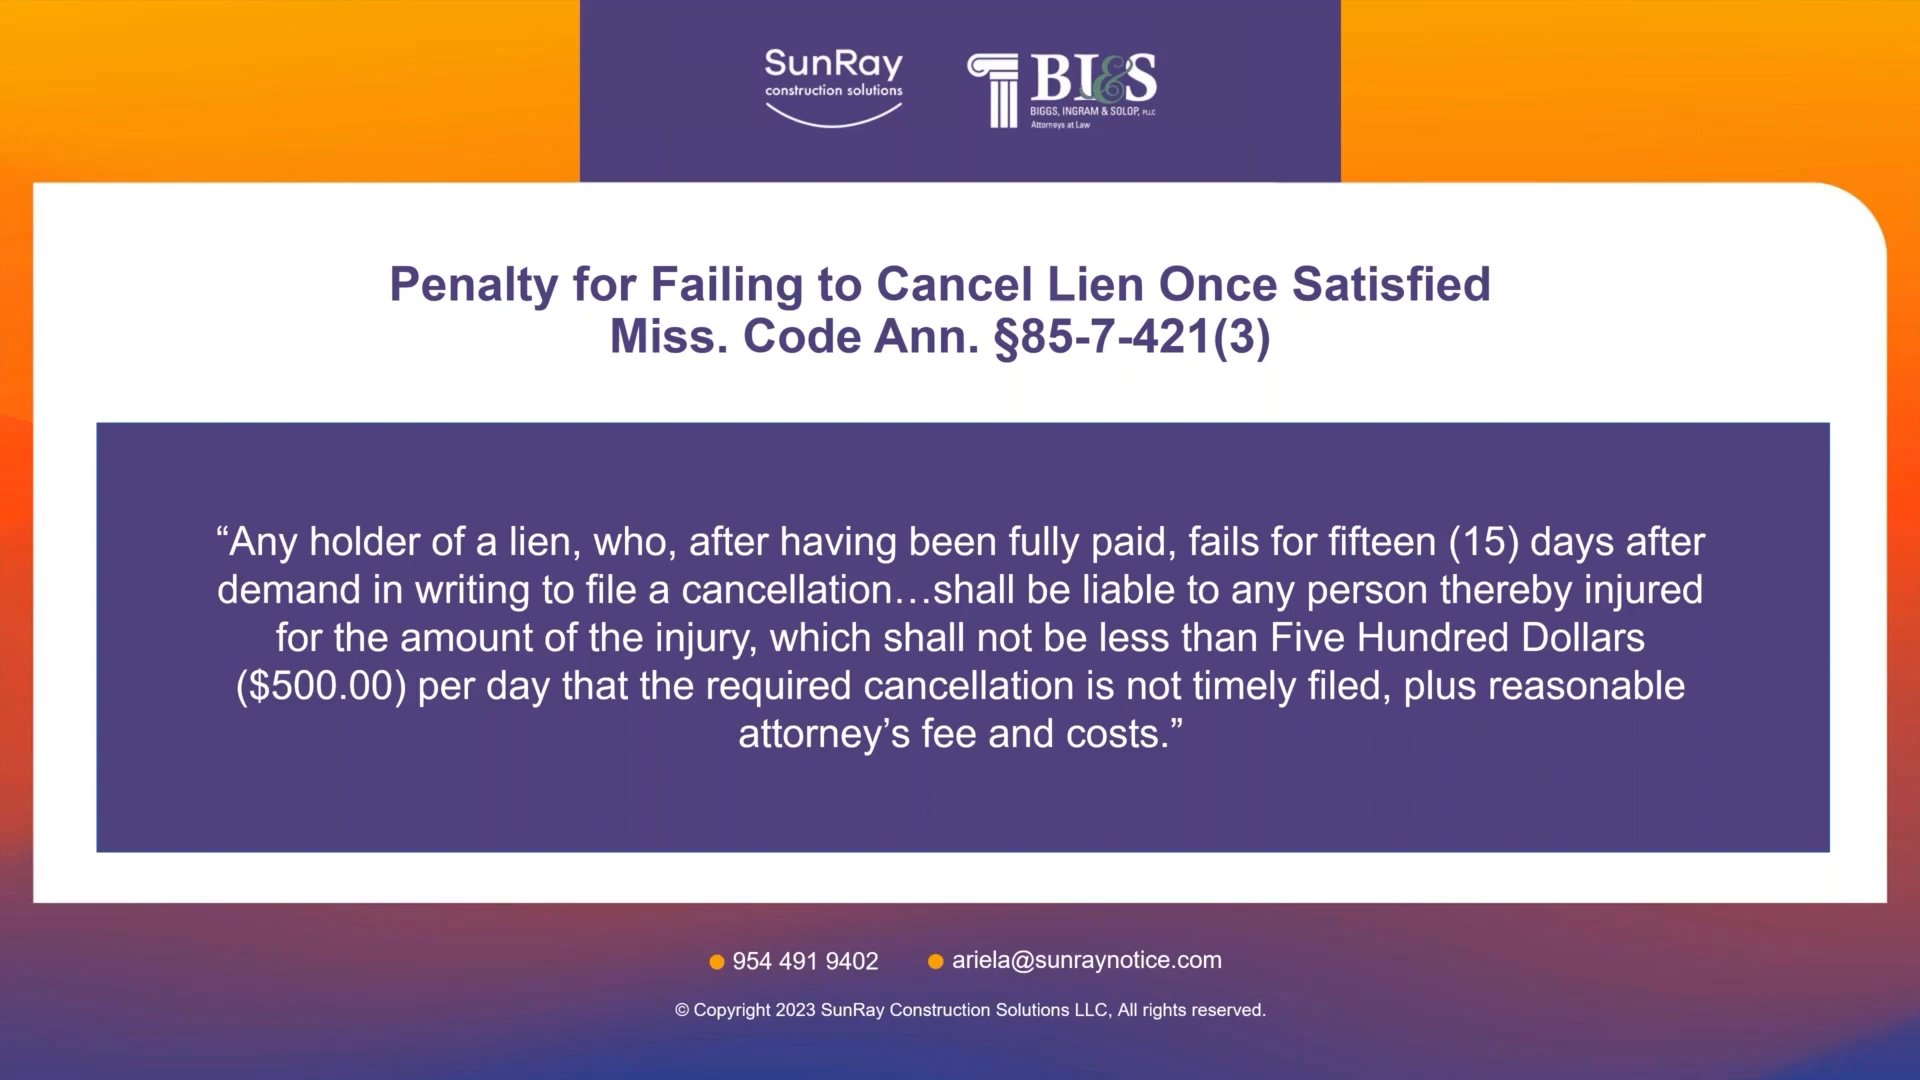 SunRay
construction solutions
BI&S
BIGGS, INGRAM & SOLOP, PLLC
Attorneys at Law
Penalty for Failing to Cancel Lien Once Satisfied
Miss. Code Ann. §85-7-421(3)
“Any holder of a lien, who, after having been fully paid, fails for fifteen (15) days after
demand in writing to file a cancellation…shall be liable to any person thereby injured
for the amount of the injury, which shall not be less than Five Hundred Dollars
($500.00) per day that the required cancellation is not timely filed, plus reasonable
attorney’s fee and costs.”
954 491 9402 ariela@sunraynotice.com
© Copyright 2023 SunRay Construction Solutions LLC, All rights reserved.